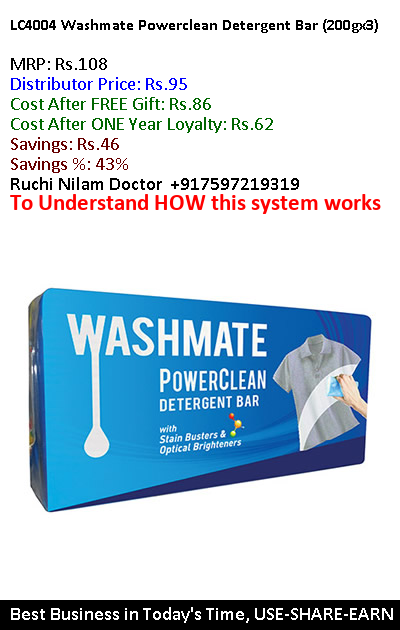 LC4004 Washmate Powerclean Detergent Bar (200gx3)
MRP: Rs.108
Distributor Price: Rs.95
Cost After FREE Gift: Rs.86
Cost After ONE Year Loyalty: Rs.62
Savings: Rs.46
Savings %: 43%
Ruchi Nilam Doctor +917597219319
To Understand HOW this system works
WASHMATE
POWERCLEAN
DETERGENT BAR
with
Stain Busters &
Optical Brighteners
Best Business in Today's Time, USE-SHARE-EARN